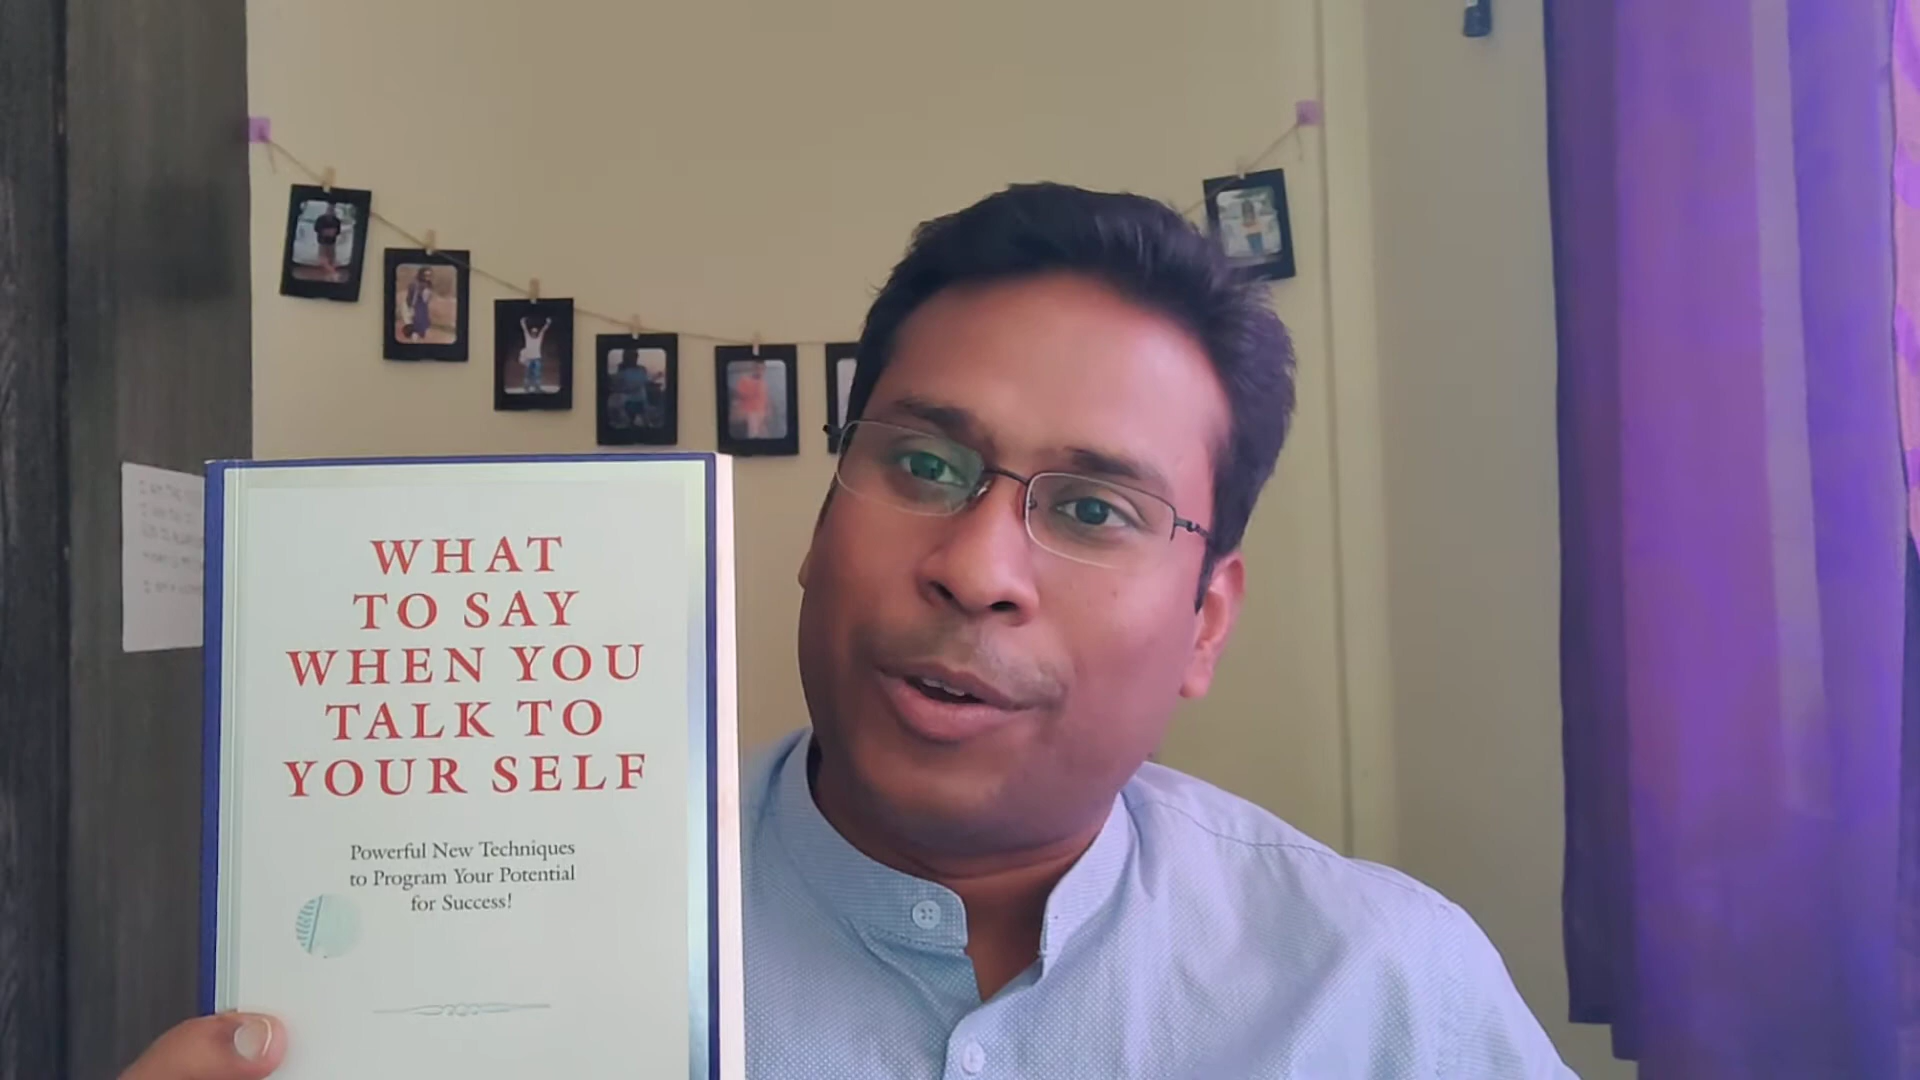 WHAT
TO SAY
WHEN YOU
TALK TO
YOUR SELF
Powerful New Techniques
to Program Your Potential
for Success!